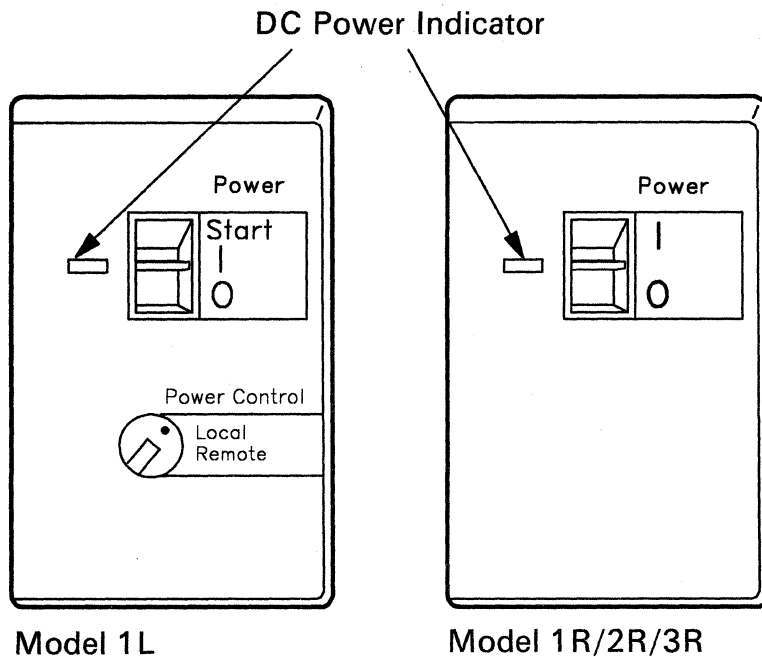 DC Power Indicator
Power
Start
|
O
Power Control
Local
Remote
Model 1L
Power
|
O
Model 1R/2R/3R